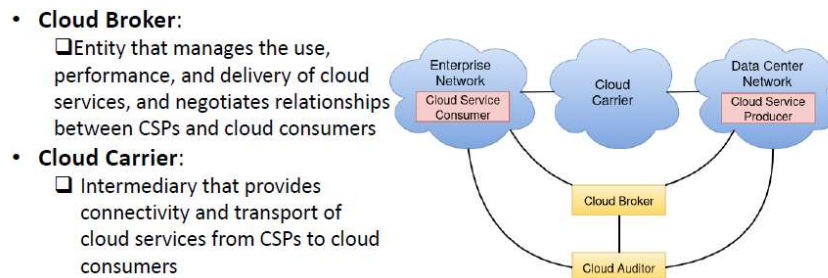 • Cloud Broker:
❑Entity that manages the use,
performance, and delivery of cloud
services, and negotiates relationships
between CSPs and cloud consumers
• Cloud Carrier:
❑ Intermediary that provides
connectivity and transport of
cloud services from CSPs to cloud
consumers
Enterprise
Network
Cloud Service
Consumer
Cloud
Carrier
Data Center
Network
Cloud Service
Producer
Cloud Broker
Cloud Auditor